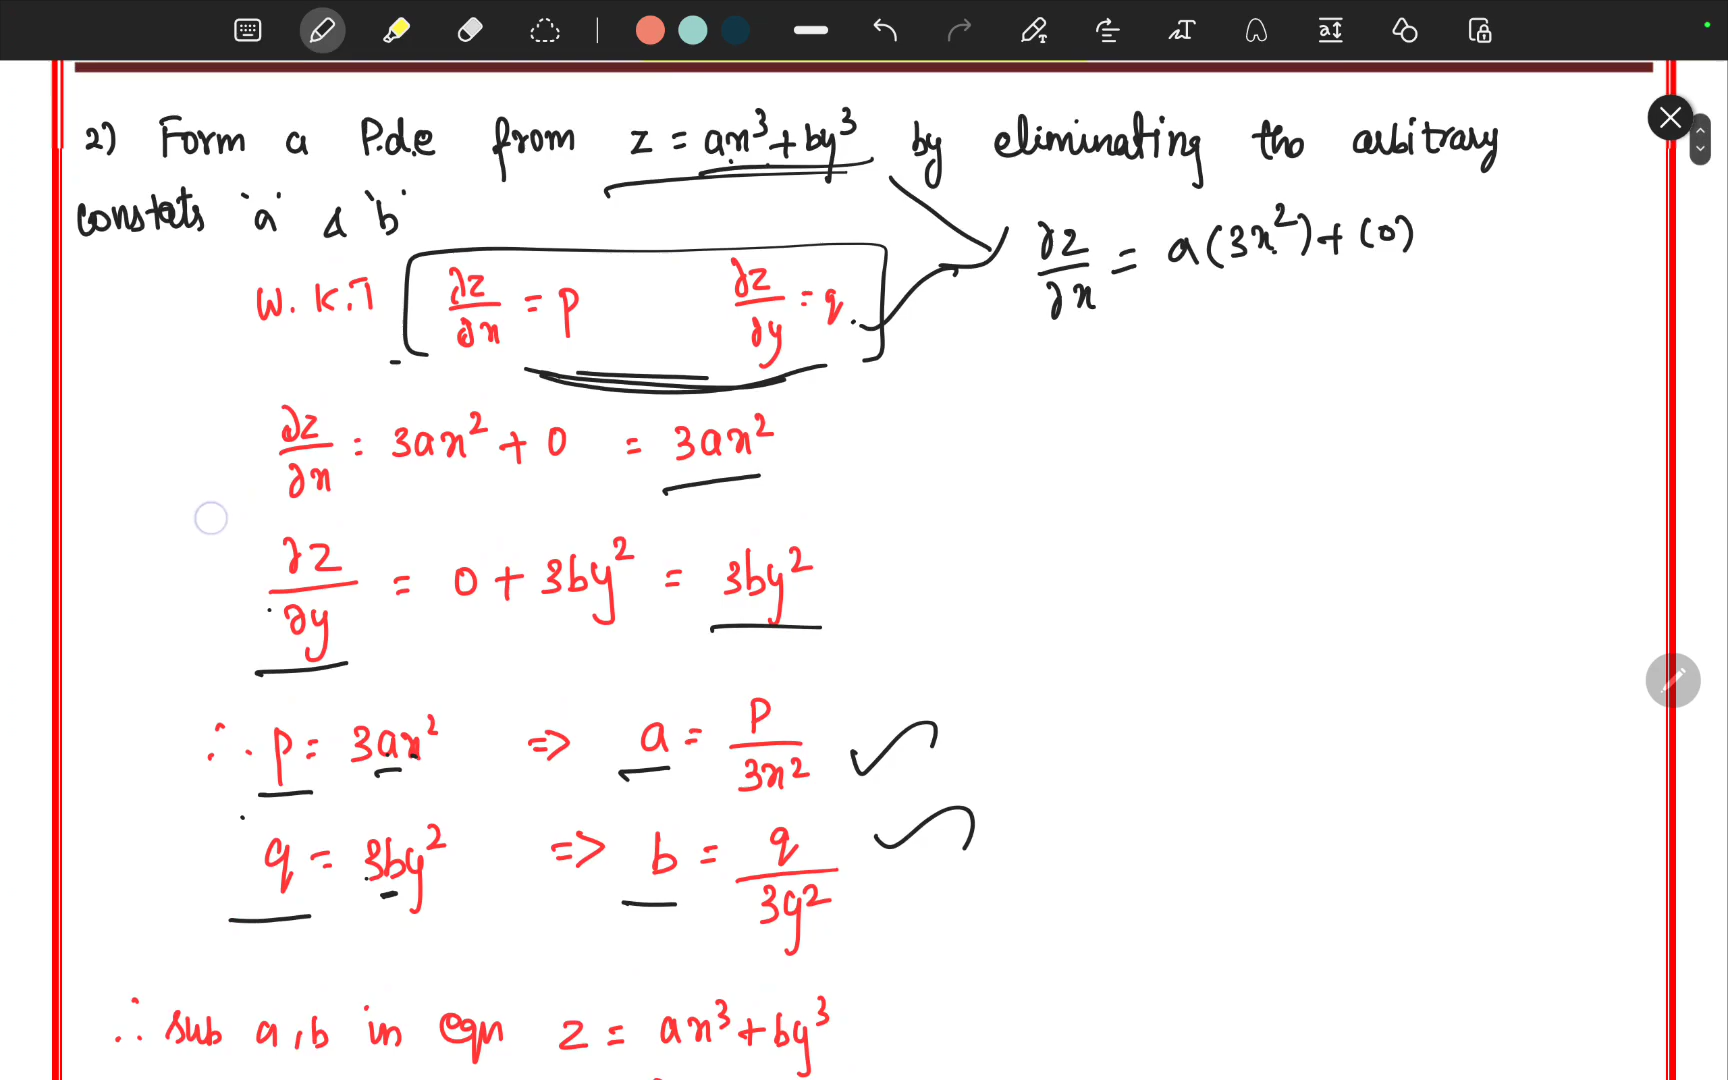 2) Form a P.d.e from z = ax³ + by³ by eliminating the arbitrary
constats 'a' & 'b'
∂z/∂x = a(3x²) + (0)
W.K.T ∂z/∂x = p ∂z/∂y = q
∂z/∂x = 3ax² + 0 = 3ax²
∂z/∂y = 0 + 3by² = 3by²
∴ p = 3ax² => a = p/3x²
q = 3by² => b = q/3y²
∴ sub a,b in eqn z = ax³ + by³